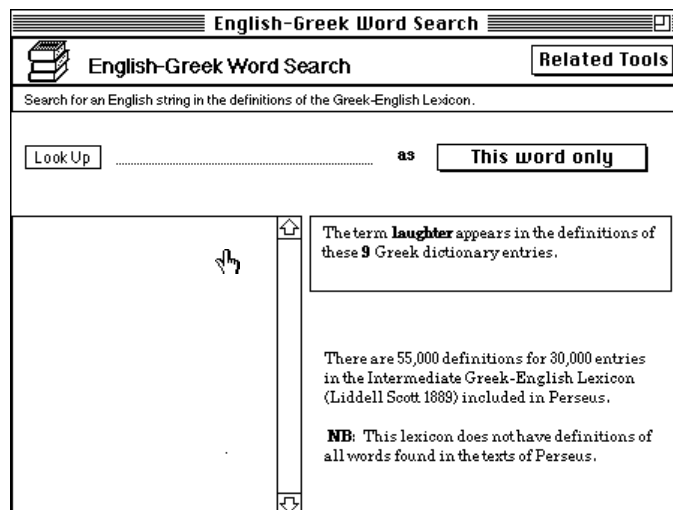 English-Greek Word Search
English-Greek Word Search
Related Tools
Search for an English string in the definitions of the Greek-English Lexicon.
Look Up
as
This word only
The term laughter appears in the definitions of
these 9 Greek dictionary entries.
There are 55,000 definitions for 30,000 entries
in the Intermediate Greek-English Lexicon
(Liddell Scott 1889) included in Perseus.
NB: This lexicon does not have definitions of
all words found in the texts of Perseus.